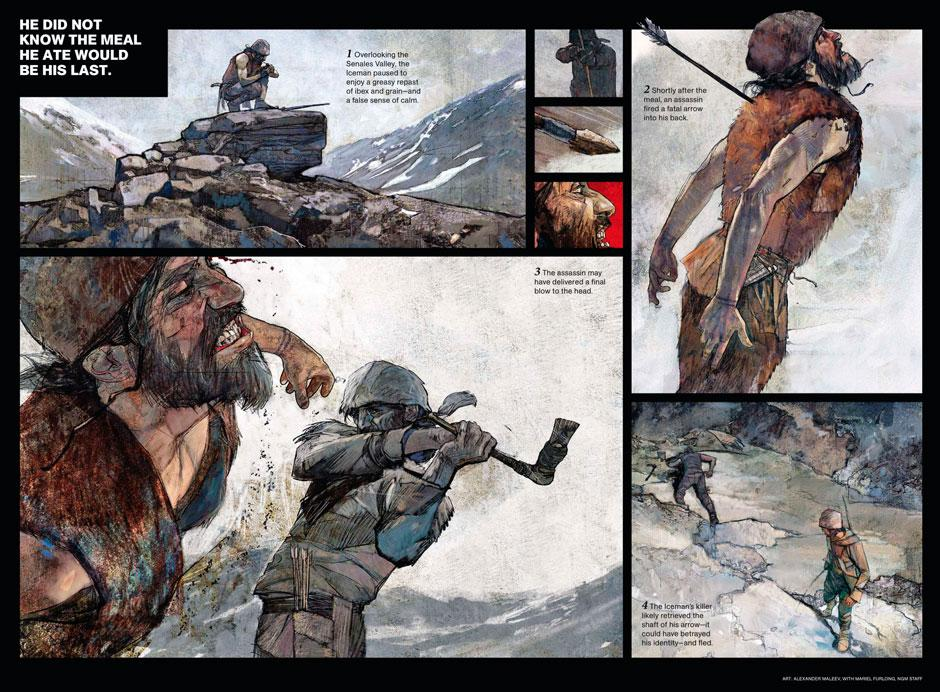 HE DID NOT
KNOW THE MEAL
HE ATE WOULD
BE HIS LAST.
1 Overlooking the
Senales Valley, the
Iceman paused to
enjoy a greasy repast
of ibex and grain—and
a false sense of calm.
2 Shortly after the
meal, an assassin
fired a fatal arrow
into his back.
3 The assassin may
have delivered a final
blow to the head.
4 The Iceman's killer
likely retrieved the
shaft of his arrow—it
could have betrayed
his identity—and fled.
ART: ALEXANDER MALEEV, WITH MARIEL FURLONG, NGM STAFF